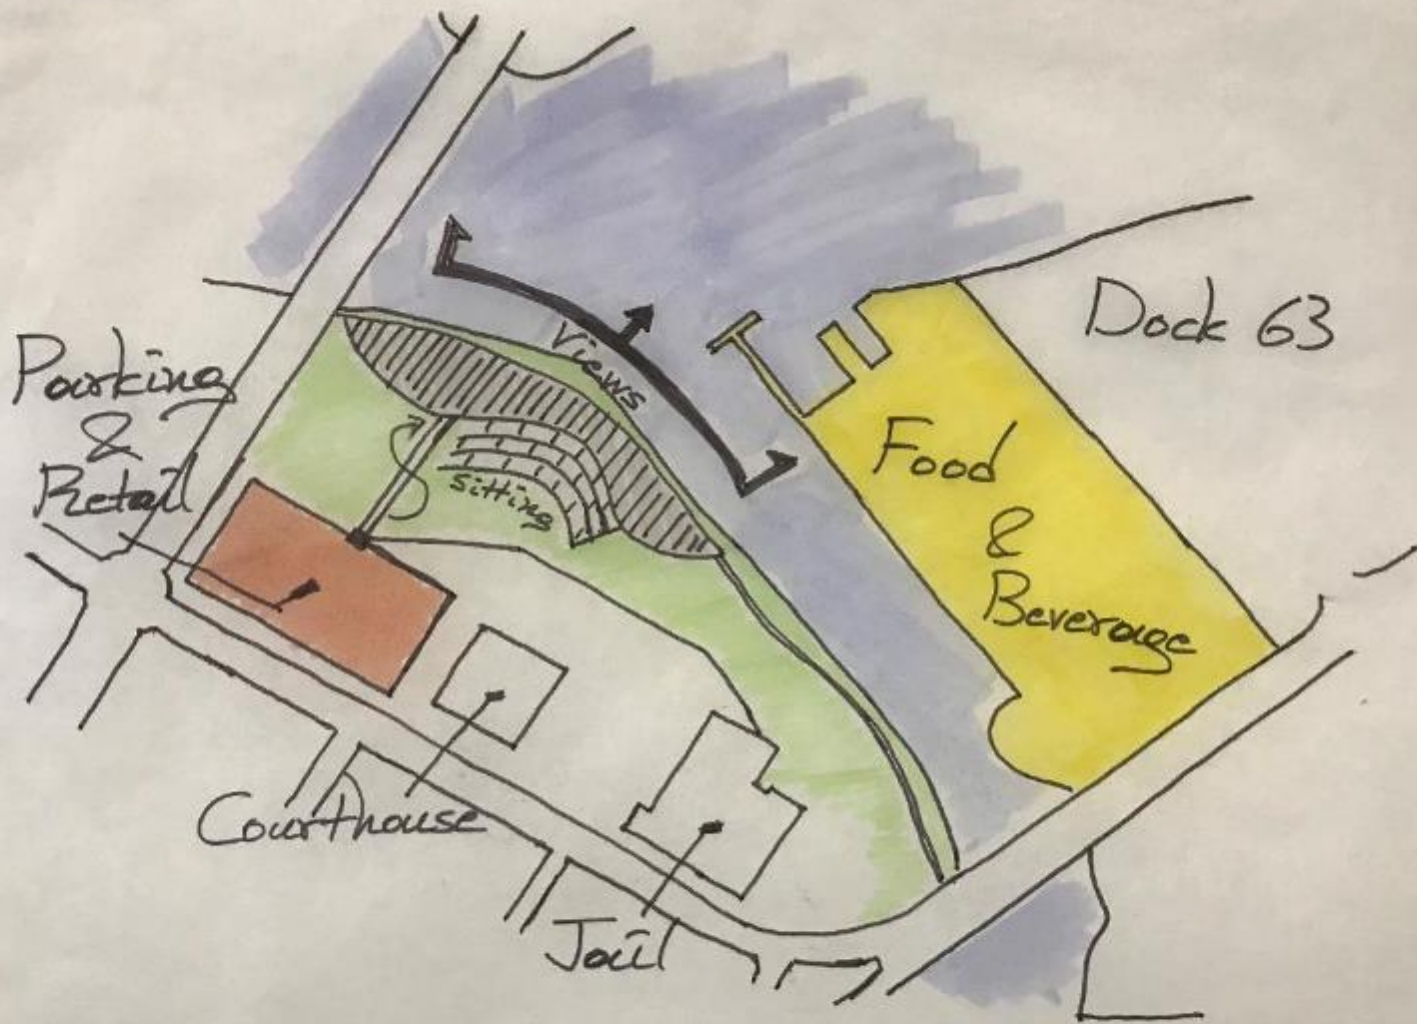 Views
Dock 63
Parking
&
Retail
Food
&
Beverage
sitting
Courthouse
Jail